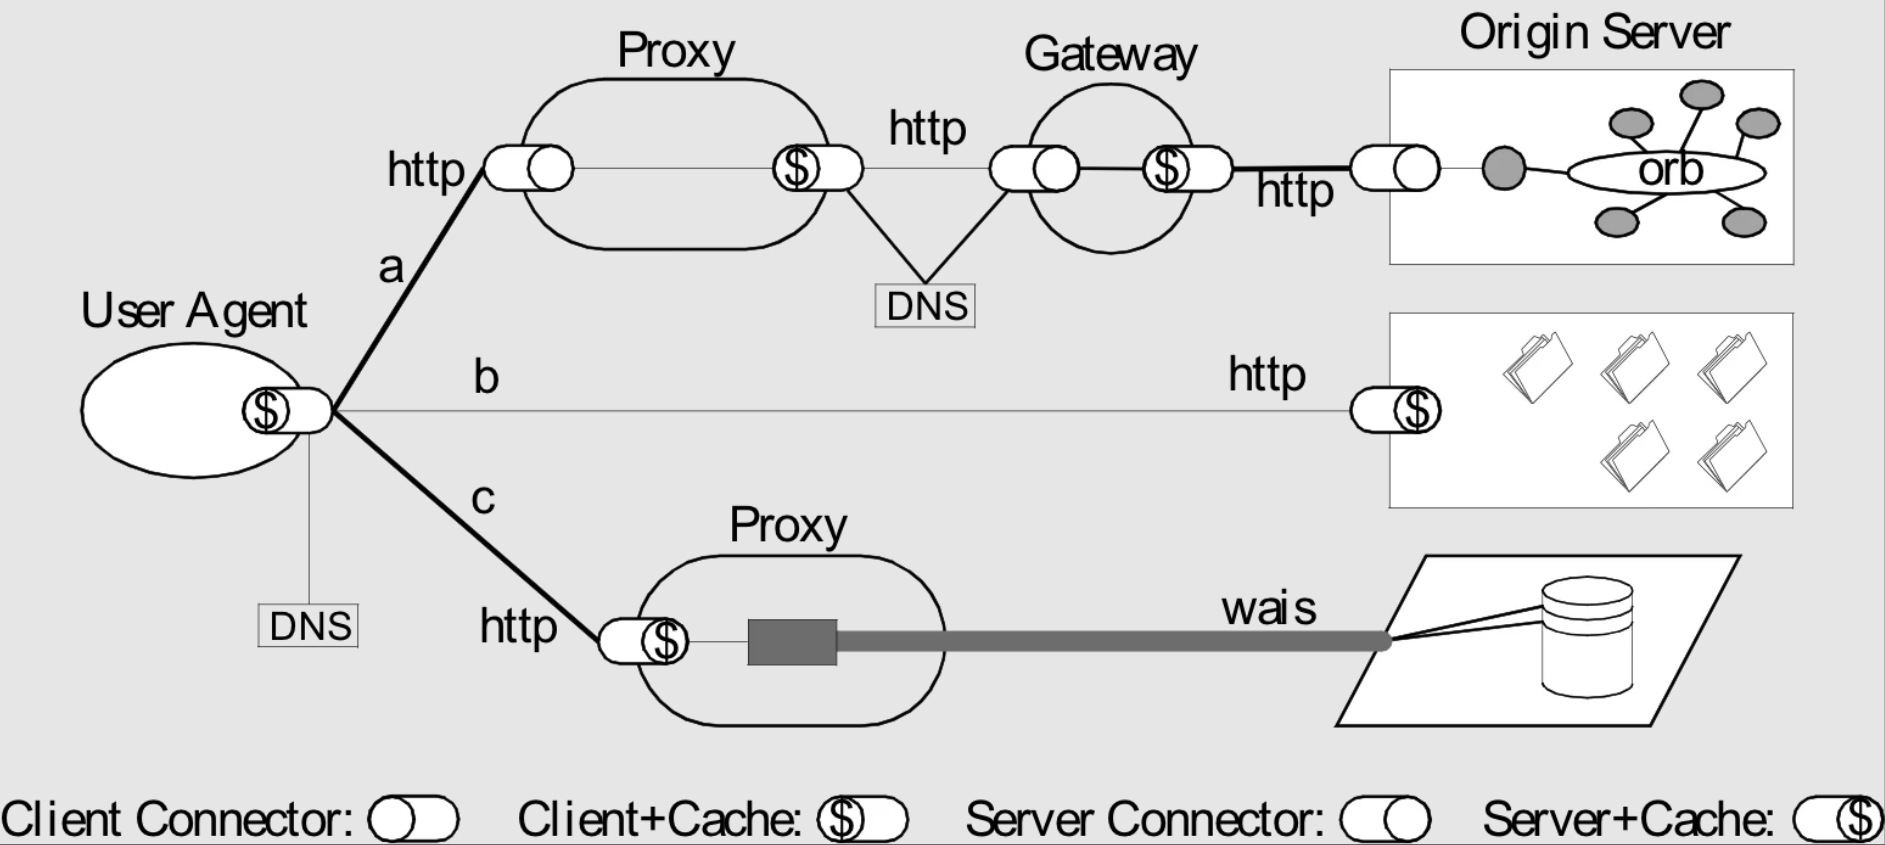 Proxy
Gateway
Origin Server
http
http
http
$
$
orb
a
DNS
User Agent
$
b
http
$
c
DNS
Proxy
http
$
wais
Client Connector: Client+Cache: $ Server Connector: Server+Cache: $